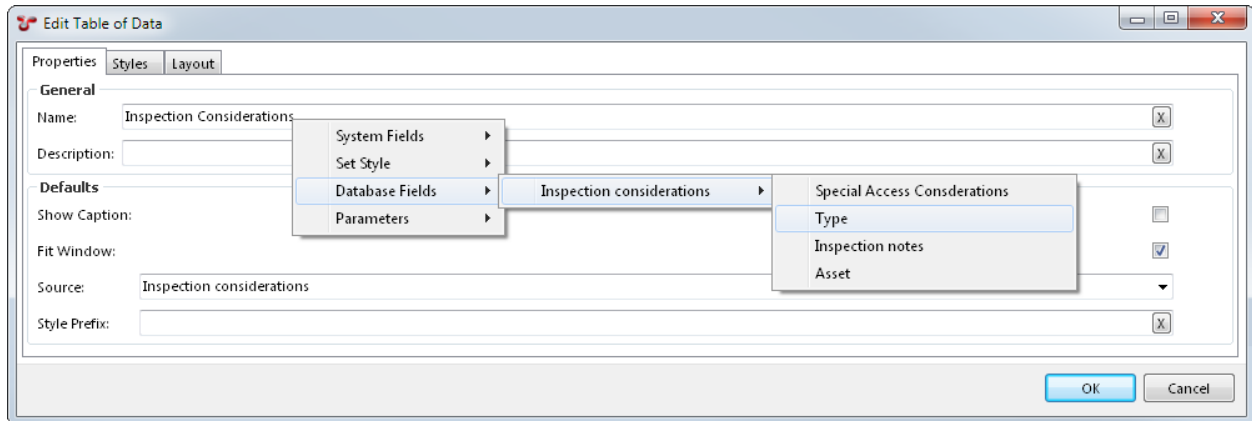 Edit Table of Data
Properties Styles Layout
General
Name: Inspection Considerations X
System Fields
Description: X
Set Style
Defaults
Database Fields Inspection considerations Special Access Consderations
Show Caption:
Parameters Type
Fit Window: Inspection notes
Asset
Source: Inspection considerations
Style Prefix: X
OK Cancel